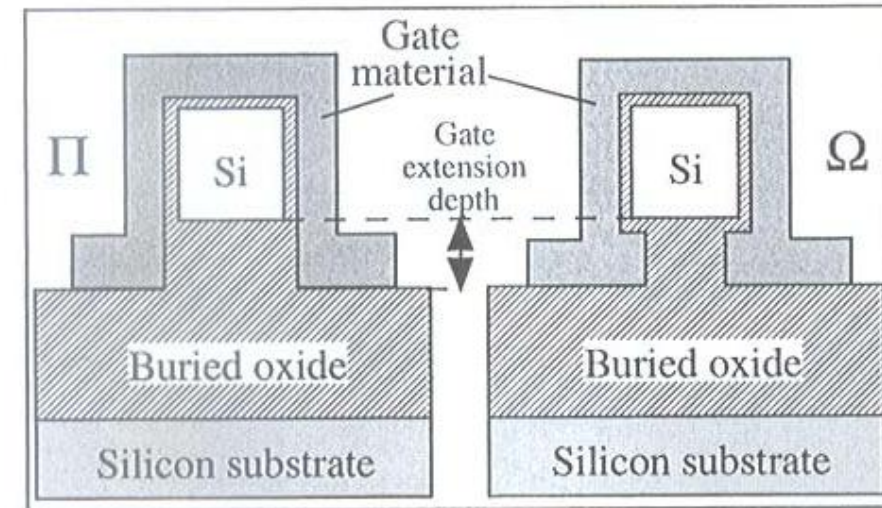 Gate
material
Π
Si
Gate
extension
depth
Si
Ω
Buried oxide
Buried oxide
Silicon substrate
Silicon substrate